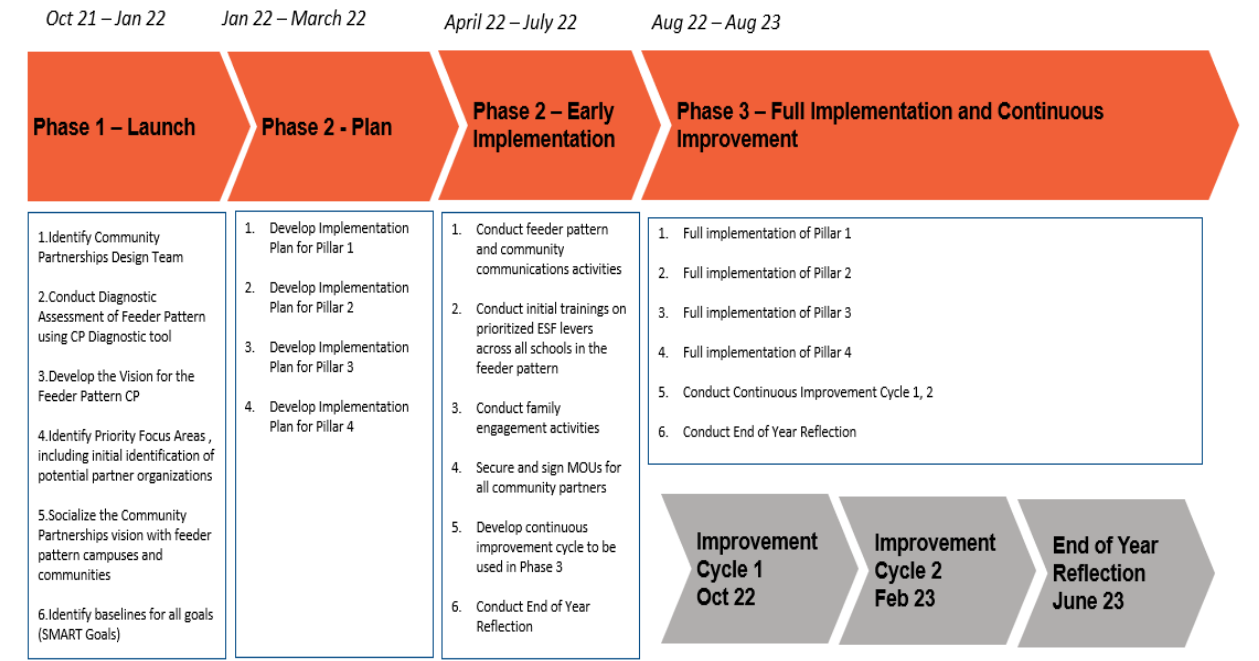 Oct 21 – Jan 22
Jan 22 – March 22
April 22 – July 22
Aug 22 – Aug 23
Phase 1 – Launch
Phase 2 - Plan
Phase 2 – Early
Implementation
Phase 3 – Full Implementation and Continuous
Improvement
1.Identify Community
Partnerships Design Team
2.Conduct Diagnostic
Assessment of Feeder Pattern
using CP Diagnostic tool
3.Develop the Vision for the
Feeder Pattern CP
4.Identify Priority Focus Areas ,
including initial identification of
potential partner organizations
5.Socialize the Community
Partnerships vision with feeder
pattern campuses and
communities
6.Identify baselines for all goals
(SMART Goals)
1. Develop Implementation
Plan for Pillar 1
2. Develop Implementation
Plan for Pillar 2
3. Develop Implementation
Plan for Pillar 3
4. Develop Implementation
Plan for Pillar 4
1. Conduct feeder pattern
and community
communications activities
2. Conduct initial trainings on
prioritized ESF levers
across all schools in the
feeder pattern
3. Conduct family
engagement activities
4. Secure and sign MOUs for
all community partners
5. Develop continuous
improvement cycle to be
used in Phase 3
6. Conduct End of Year
Reflection
1. Full implementation of Pillar 1
2. Full implementation of Pillar 2
3. Full implementation of Pillar 3
4. Full implementation of Pillar 4
5. Conduct Continuous Improvement Cycle 1, 2
6. Conduct End of Year Reflection
Improvement
Cycle 1
Oct 22
Improvement
Cycle 2
Feb 23
End of Year
Reflection
June 23